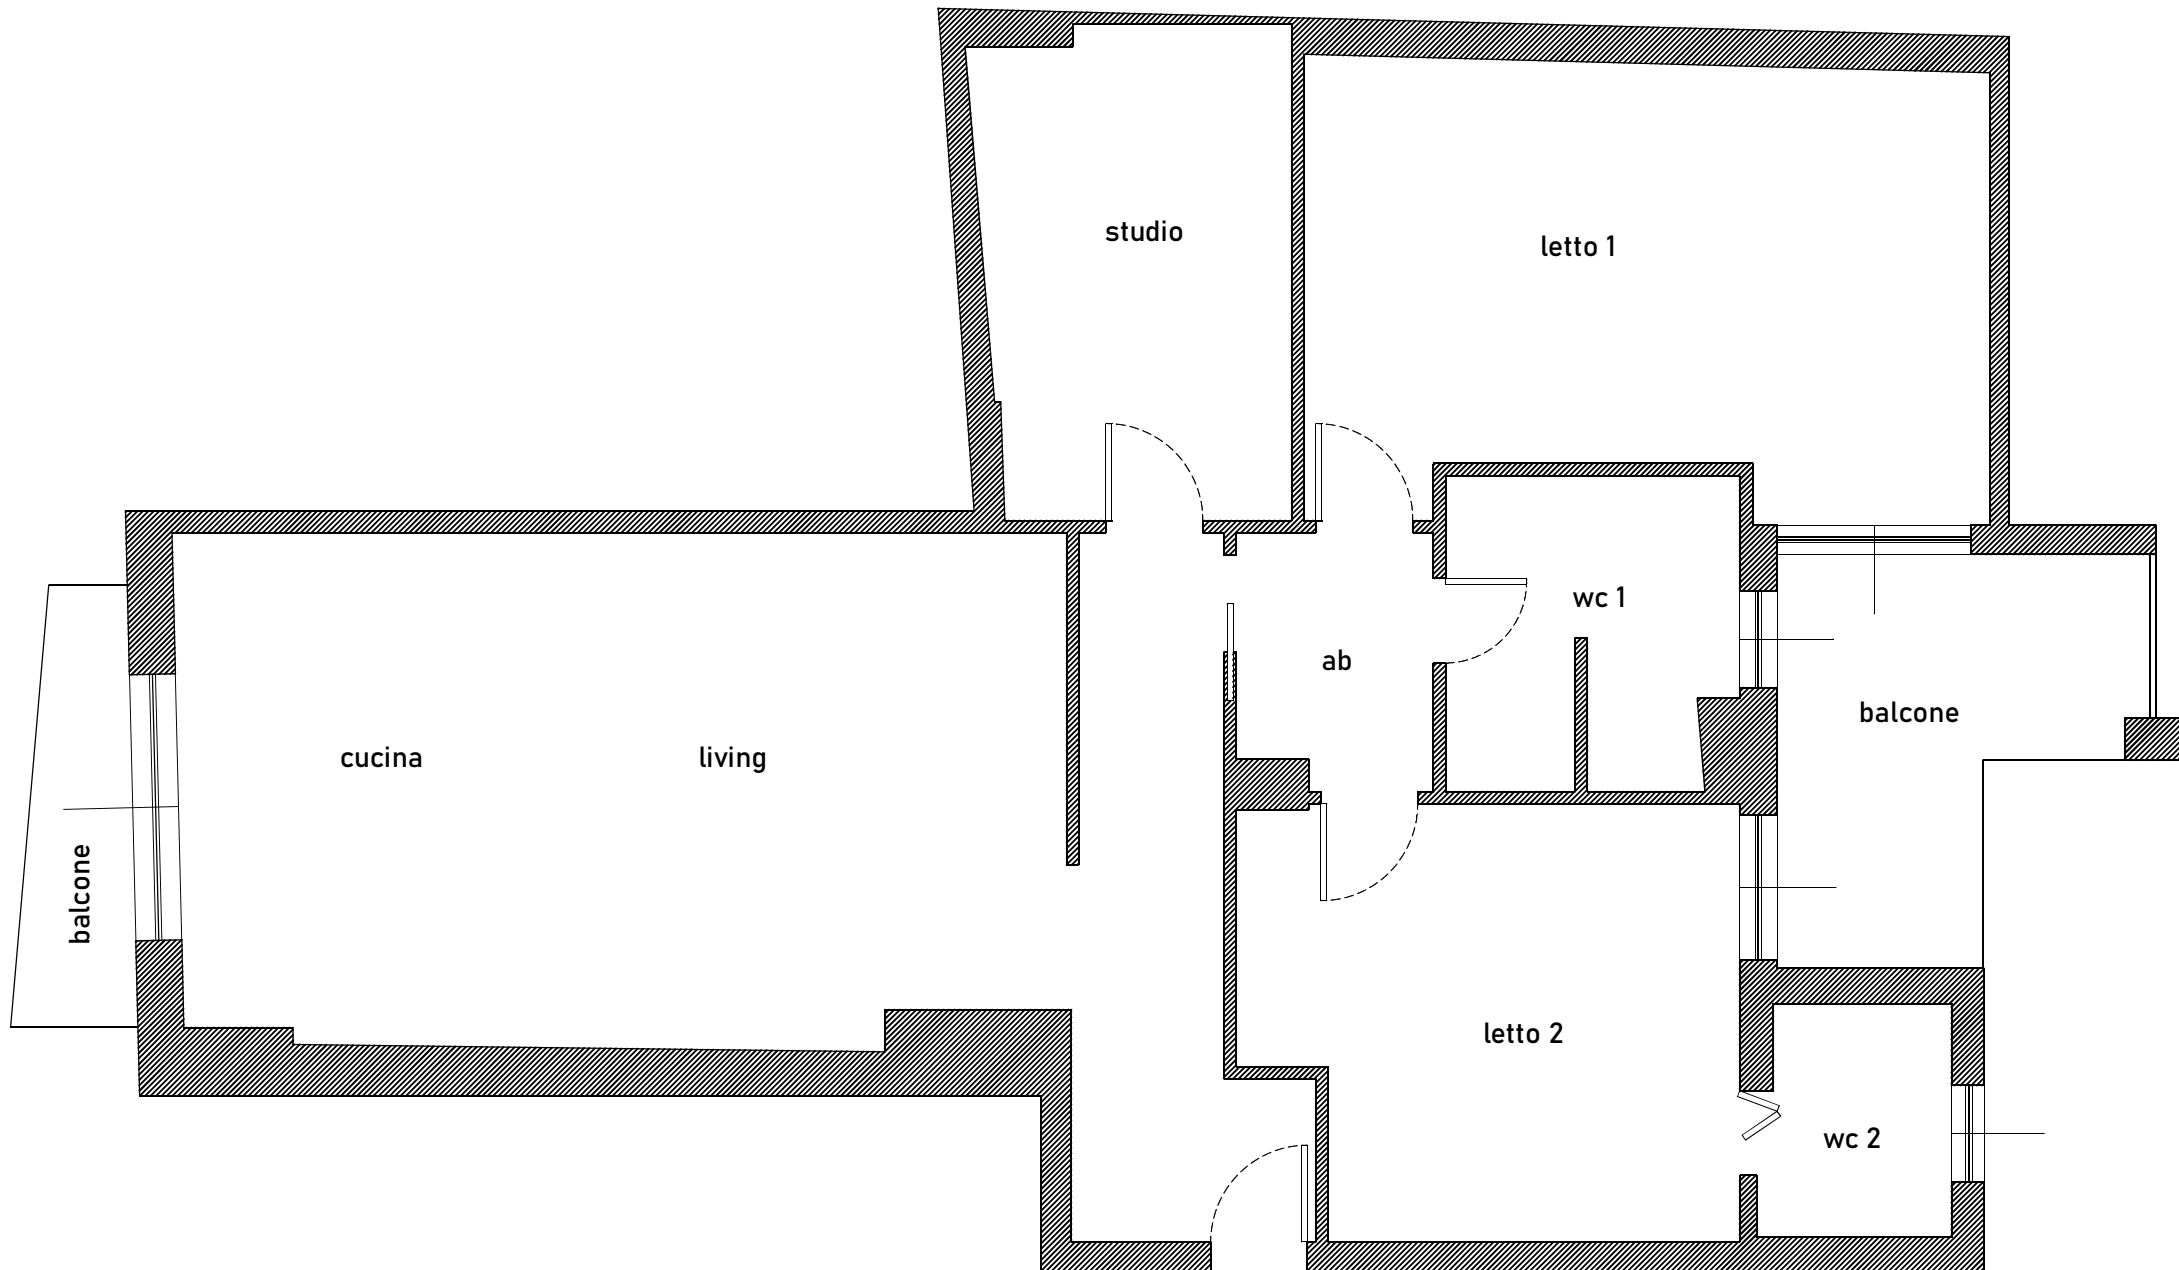 studio
letto 1
wc 1
ab
balcone
cucina
living
balcone
letto 2
wc 2